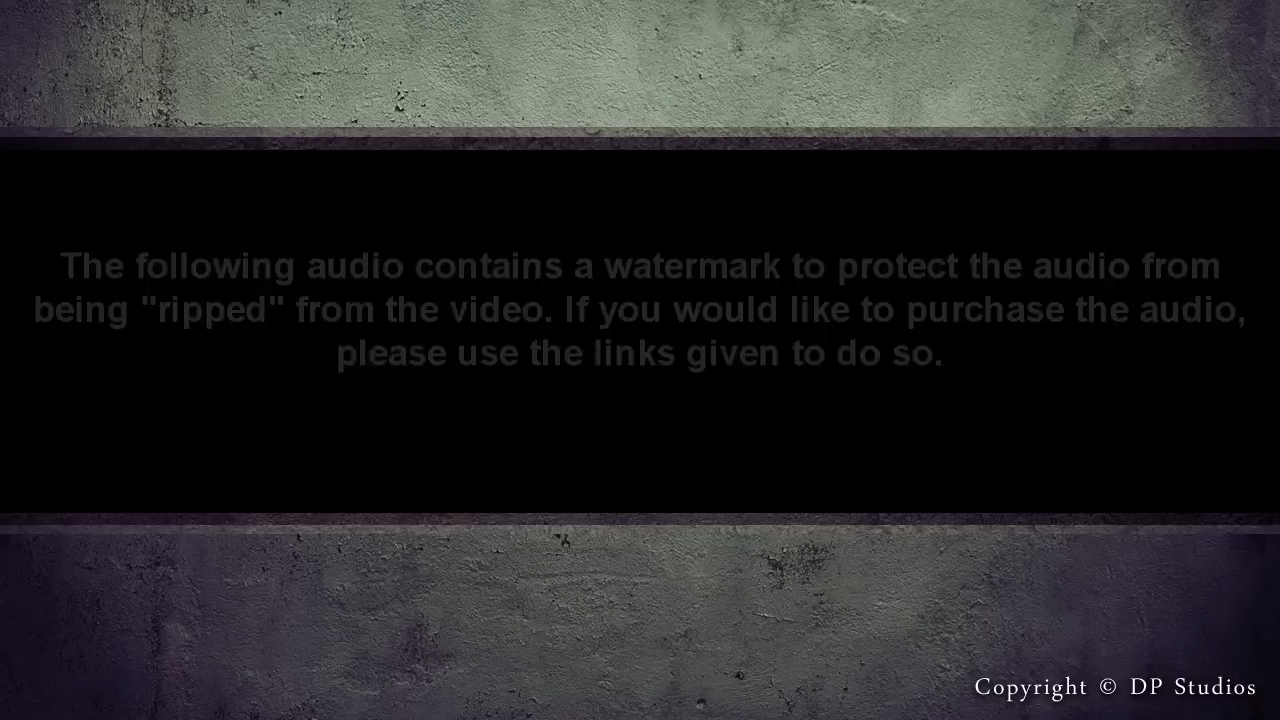 The following audio contains a watermark to protect the audio from
being "ripped" from the video. If you would like to purchase the audio,
please use the links given to do so.
Copyright © DP Studios